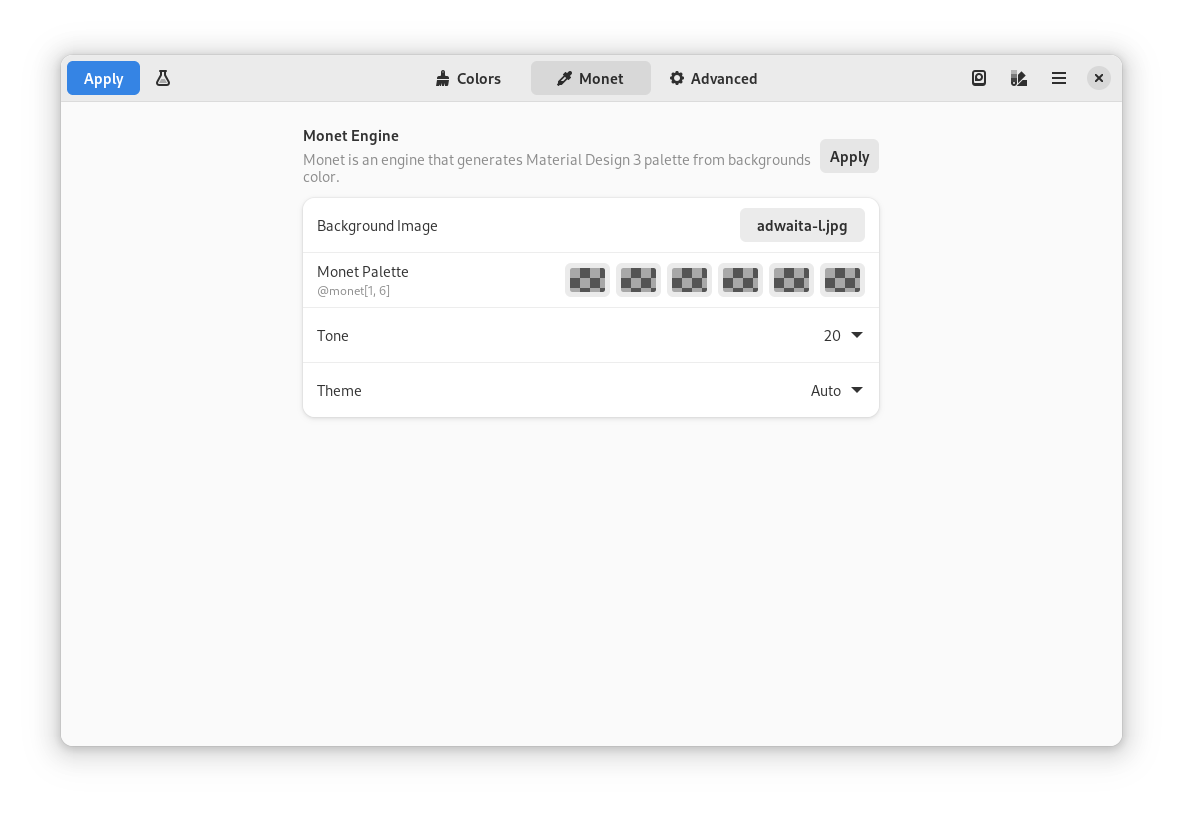 Apply
Colors
Monet
Advanced
Monet Engine
Monet is an engine that generates Material Design 3 palette from backgrounds
color.
Apply
Background Image
adwaita-l.jpg
Monet Palette
@monet[1, 6]
Tone
20
Theme
Auto